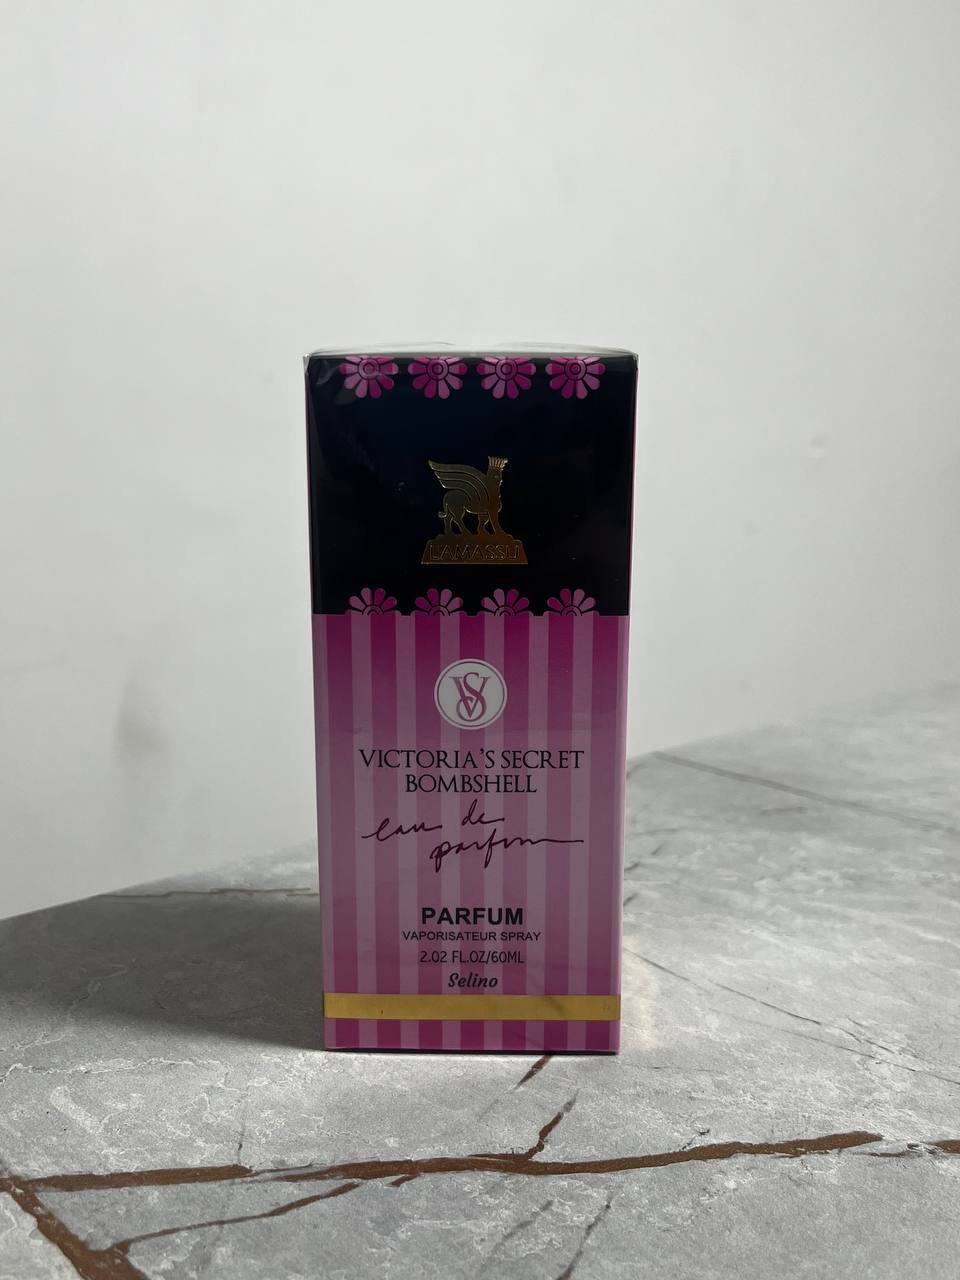 LAMASSU
VS
VICTORIA'S SECRET
BOMBSHELL
eau de
parfum
PARFUM
VAPORISATEUR SPRAY
2.02 FL.OZ/60ML
Selino